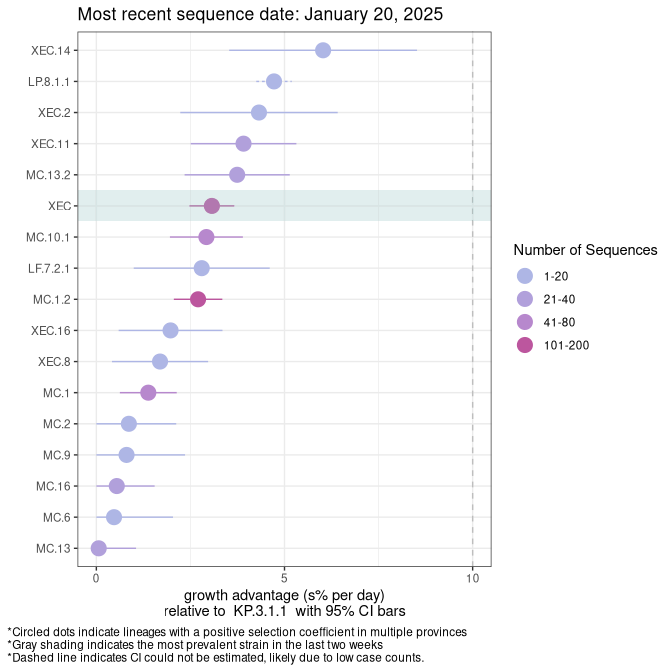 Most recent sequence date: January 20, 2025
XEC.14
LP.8.1.1
XEC.2
XEC.11
MC.13.2
XEC
MC.10.1
LF.7.2.1
MC.1.2
XEC.16
XEC.8
MC.1
MC.2
MC.9
MC.16
MC.6
MC.13
0 5 10
growth advantage (s% per day)
relative to KP.3.1.1 with 95% CI bars
Number of Sequences
1-20
21-40
41-80
101-200
*Circled dots indicate lineages with a positive selection coefficient in multiple provinces
*Gray shading indicates the most prevalent strain in the last two weeks
*Dashed line indicates CI could not be estimated, likely due to low case counts.